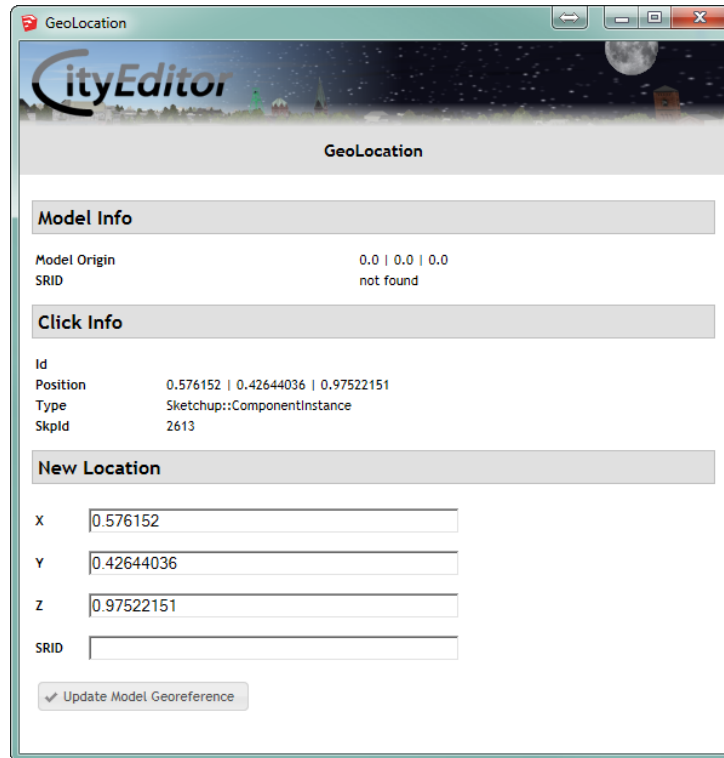 GeoLocation
CityEditor
GeoLocation
Model Info
Model Origin 0.0 | 0.0 | 0.0
SRID not found
Click Info
Id
Position 0.576152 | 0.42644036 | 0.97522151
Type Sketchup::ComponentInstance
SkpId 2613
New Location
X 0.576152
Y 0.42644036
Z 0.97522151
SRID
Update Model Georeference